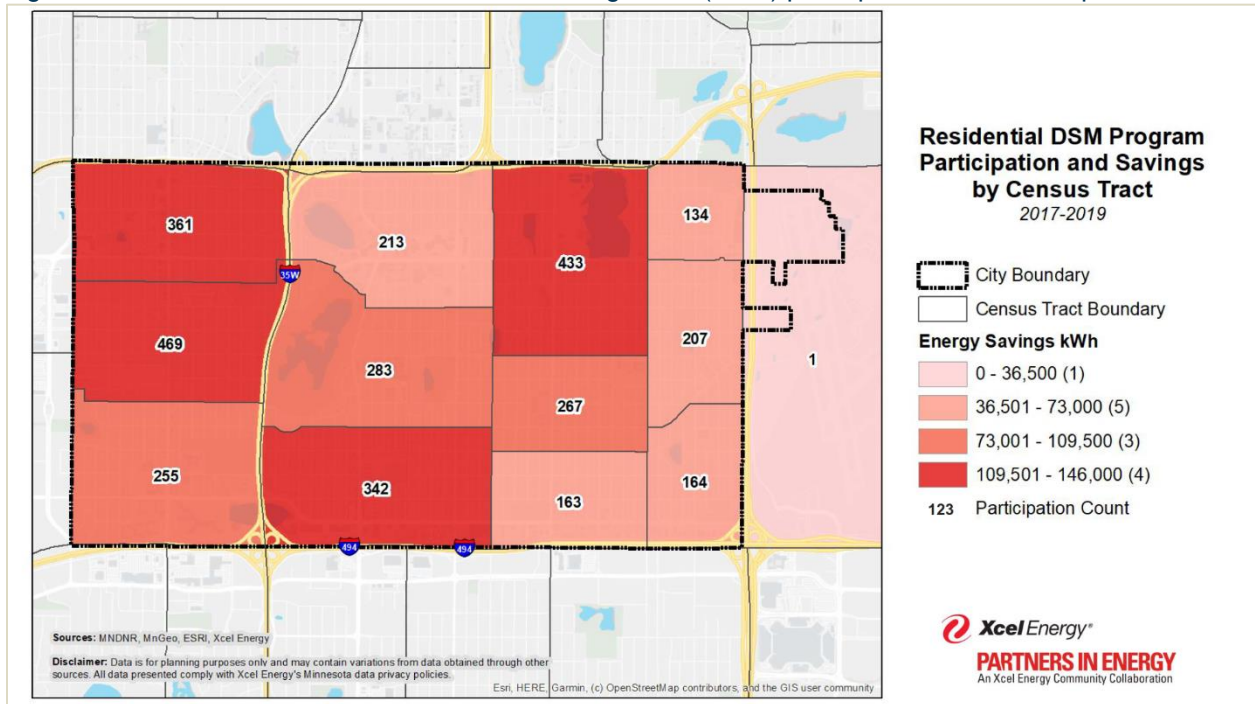 Residential DSM Program
Participation and Savings
by Census Tract
2017-2019
City Boundary
Census Tract Boundary
Energy Savings kWh
0 - 36,500 (1)
36,501 - 73,000 (5)
73,001 - 109,500 (3)
109,501 - 146,000 (4)
123 Participation Count
361
213
433
134
35W
469
283
207
1
267
255
342
163
164
494
494
Sources: MNDNR, MnGeo, ESRI, Xcel Energy
Disclaimer: Data is for planning purposes only and may contain variations from data obtained through other
sources. All data presented comply with Xcel Energy's Minnesota data privacy policies.
Esri, HERE, Garmin, (c) OpenStreetMap contributors, and the GIS user community
Xcel Energy®
PARTNERS IN ENERGY
An Xcel Energy Community Collaboration